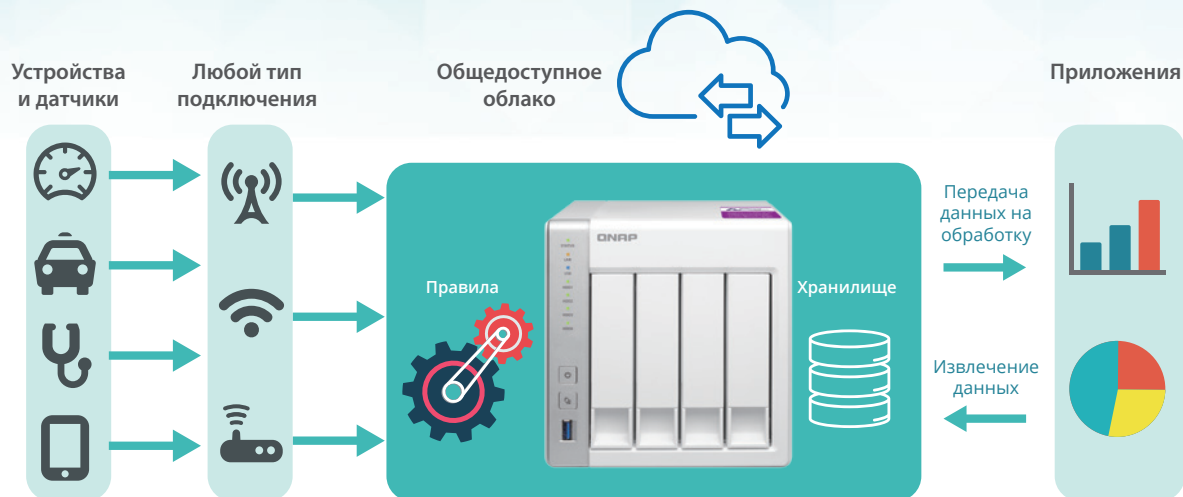 Устройства
и датчики
Любой тип
подключения
Общедоступное
облако
Приложения
Передача
данных на
обработку
QNAP
Правила
Хранилище
Извлечение
данных